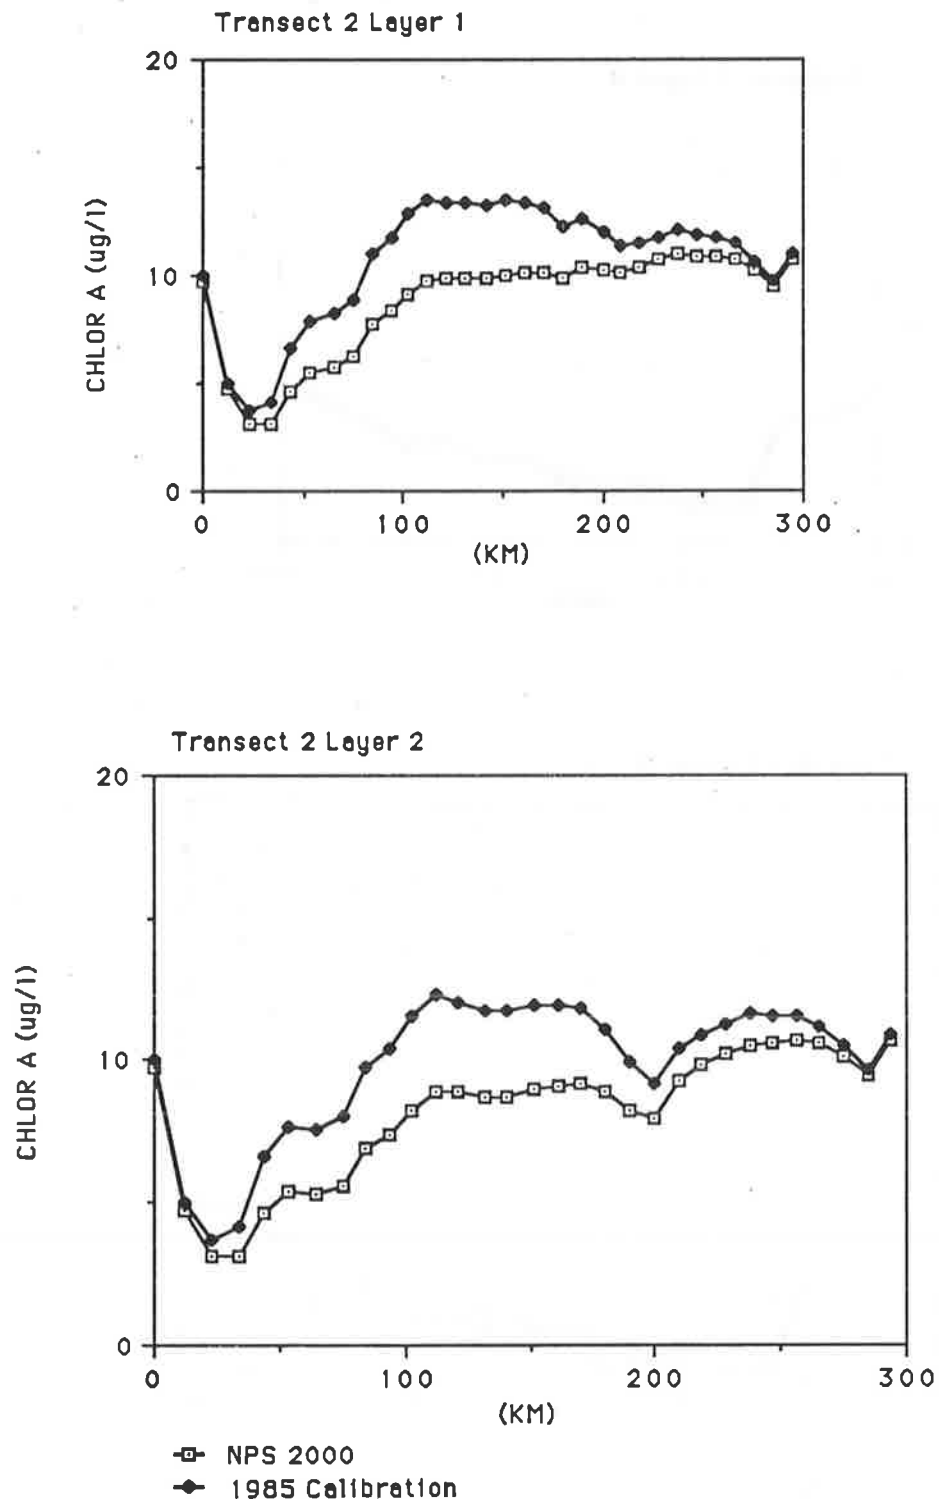 Transect 2 Layer 1
20
10
0
CHLOR A (ug/l)
0 100 200 300
(KM)
Transect 2 Layer 2
20
10
0
CHLOR A (ug/l)
0 100 200 300
(KM)
NPS 2000
1985 Calibration